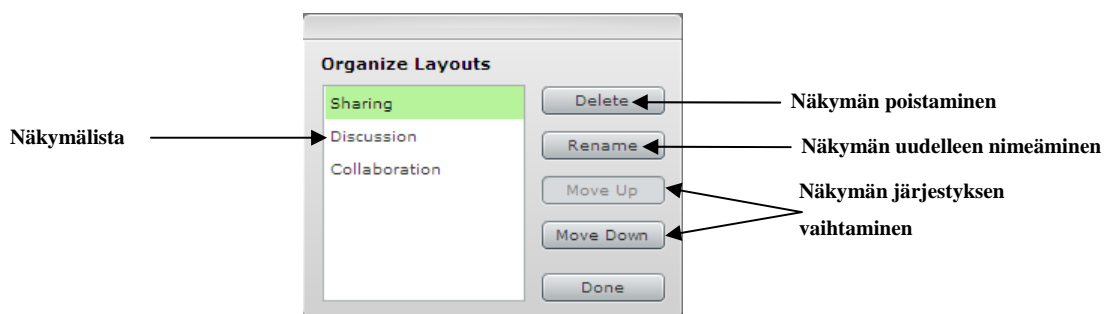 Organize Layouts
Sharing
Discussion
Collaboration
Delete
Rename
Move Up
Move Down
Done
Näkymälista
Näkymän poistaminen
Näkymän uudelleen nimeäminen
Näkymän järjestyksen
vaihtaminen